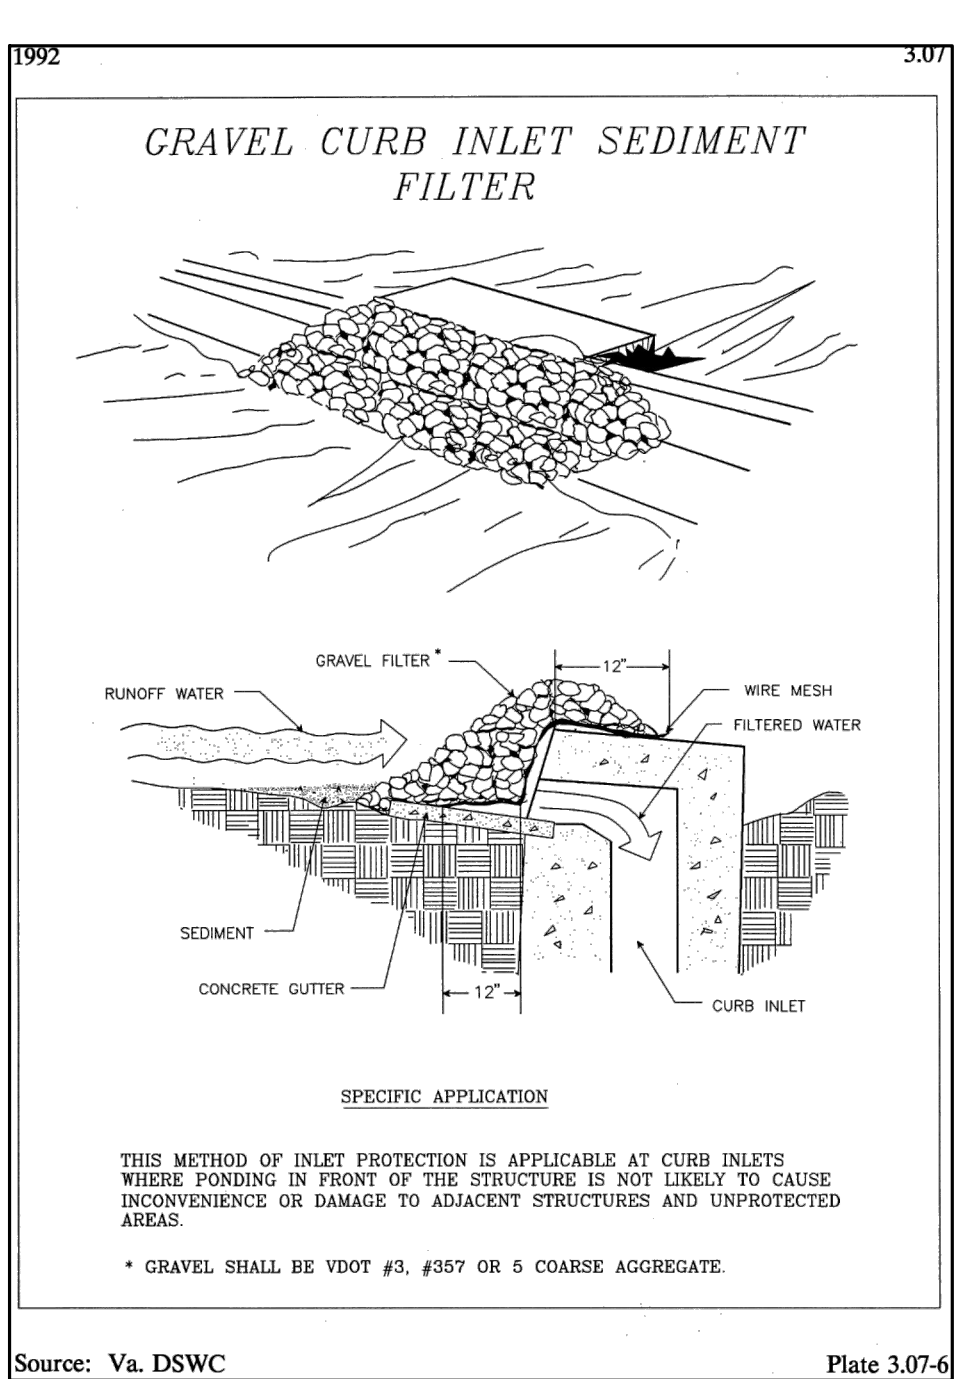 1992
3.07
GRAVEL CURB INLET SEDIMENT
FILTER
GRAVEL FILTER*
12"
RUNOFF WATER
WIRE MESH
FILTERED WATER
SEDIMENT
CONCRETE GUTTER
12"
CURB INLET
SPECIFIC APPLICATION
THIS METHOD OF INLET PROTECTION IS APPLICABLE AT CURB INLETS
WHERE PONDING IN FRONT OF THE STRUCTURE IS NOT LIKELY TO CAUSE
INCONVENIENCE OR DAMAGE TO ADJACENT STRUCTURES AND UNPROTECTED
AREAS.
* GRAVEL SHALL BE VDOT #3, #357 OR 5 COARSE AGGREGATE.
Source: Va. DSWC
Plate 3.07-6